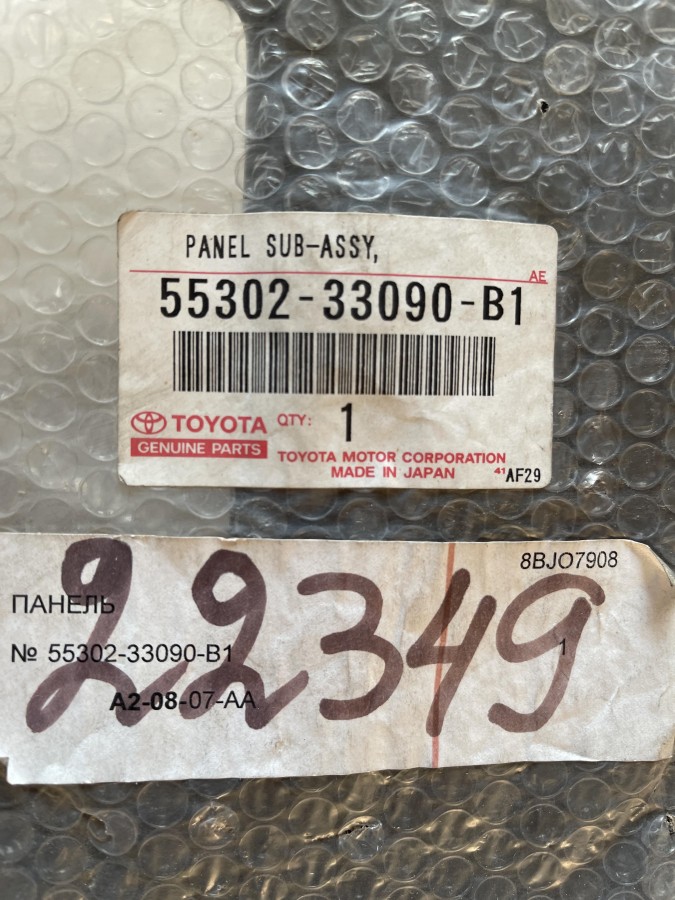 PANEL SUB-ASSY,
AE
55302-33090-B1
TOYOTA QTY: 1
GENUINE PARTS
TOYOTA MOTOR CORPORATION
MADE IN JAPAN
41AF29
8BJO7908
ПАНЕЛЬ
№ 55302-33090-B1 1
A2-08-07-AA
22349